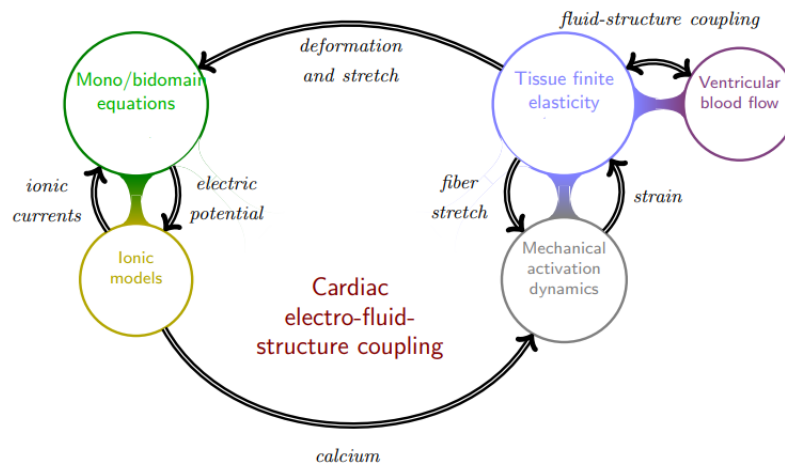 fluid-structure coupling
deformation
and stretch
Mono/bidomain
equations
Tissue finite
elasticity
Ventricular
blood flow
ionic
currents
electric
potential
fiber
stretch
strain
Ionic
models
Mechanical
activation
dynamics
Cardiac
electro-fluid-
structure coupling
calcium